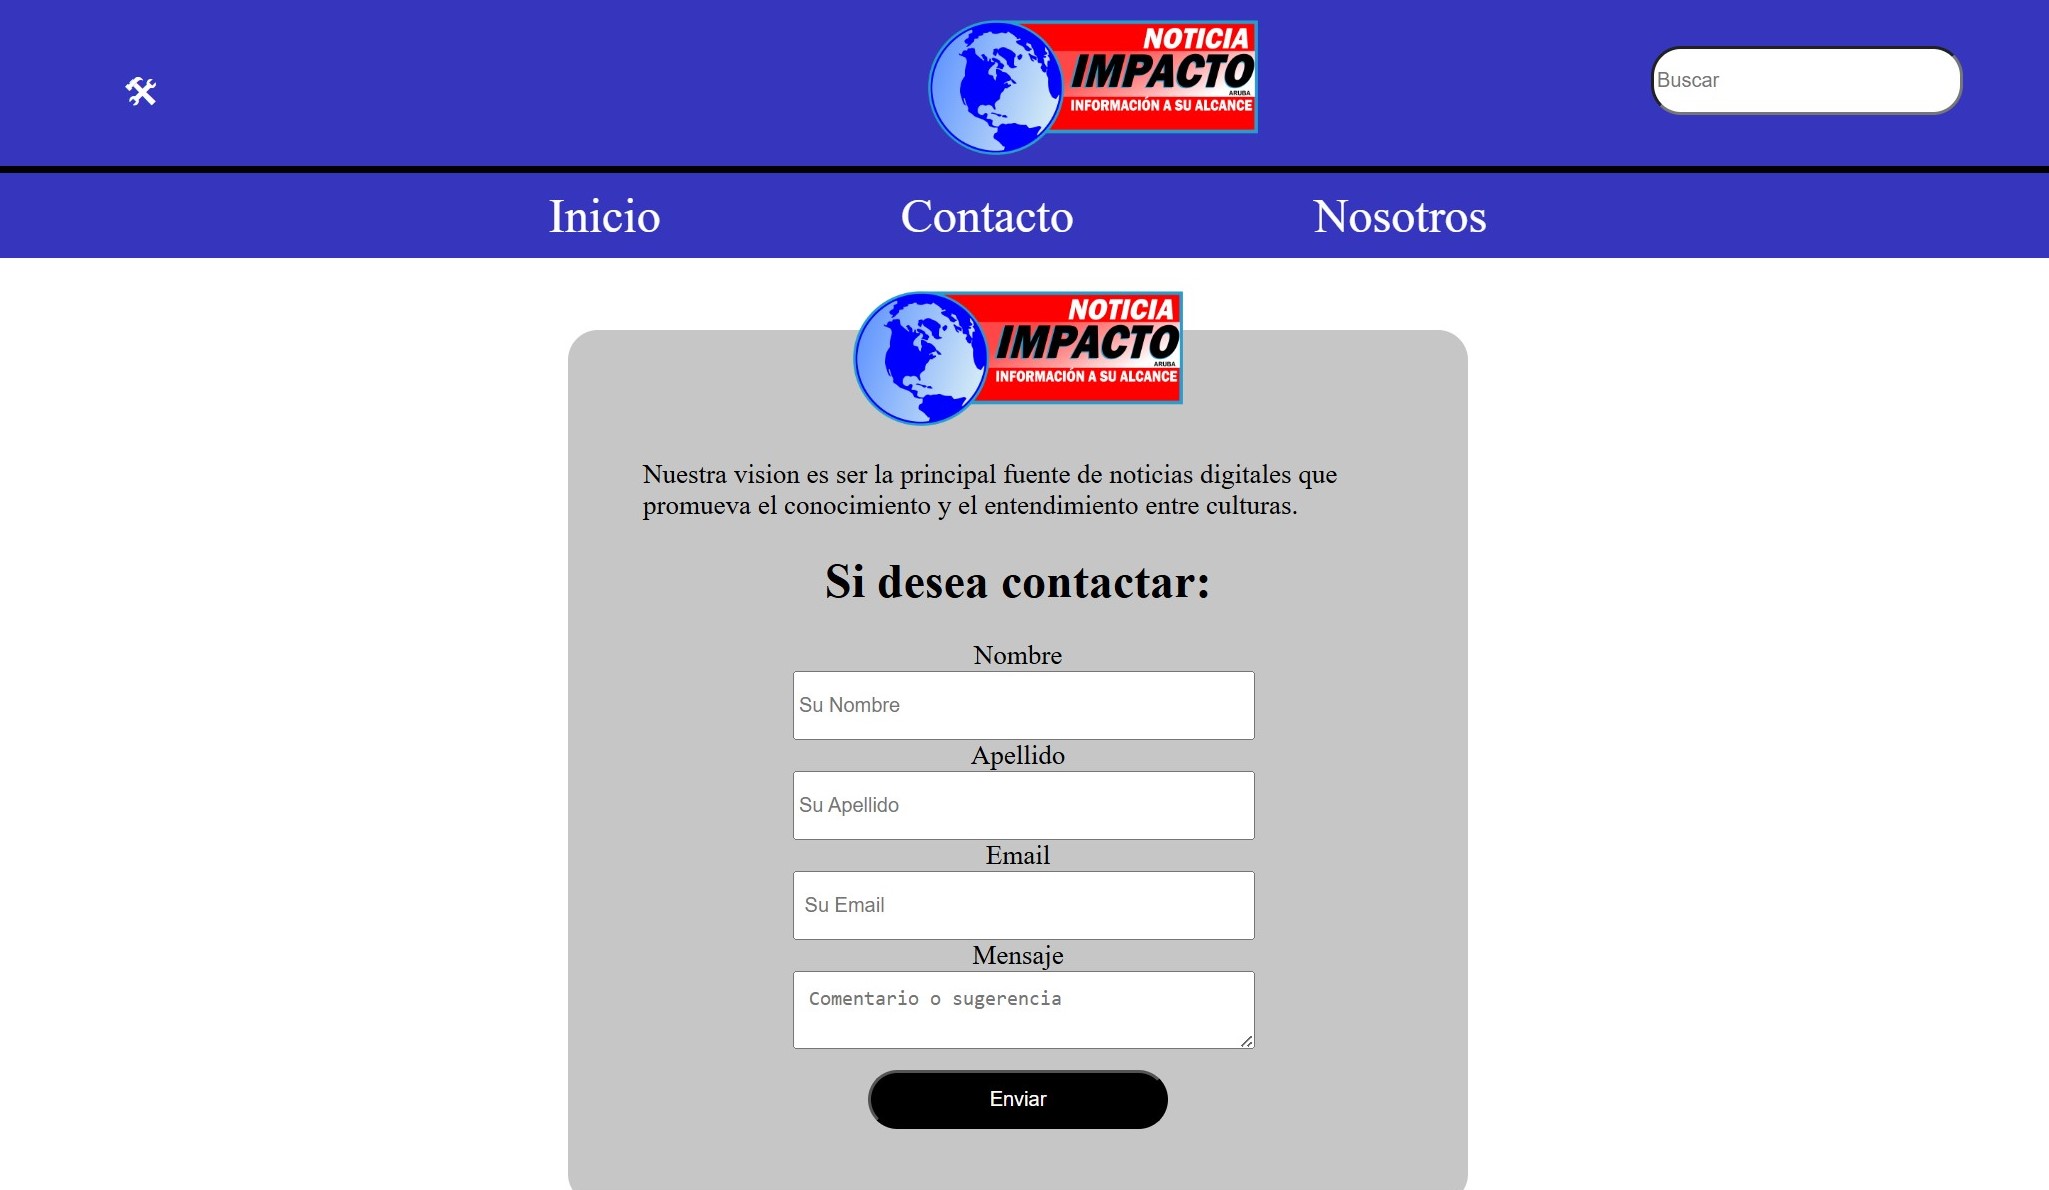 NOTICIA
IMPACTO
ARUBA
INFORMACIÓN A SU ALCANCE
Buscar
Inicio
Contacto
Nosotros
NOTICIA
IMPACTO
ARUBA
INFORMACIÓN A SU ALCANCE
Nuestra vision es ser la principal fuente de noticias digitales que
promueva el conocimiento y el entendimiento entre culturas.
Si desea contactar:
Nombre
Su Nombre
Apellido
Su Apellido
Email
Su Email
Mensaje
Comentario o sugerencia
Enviar